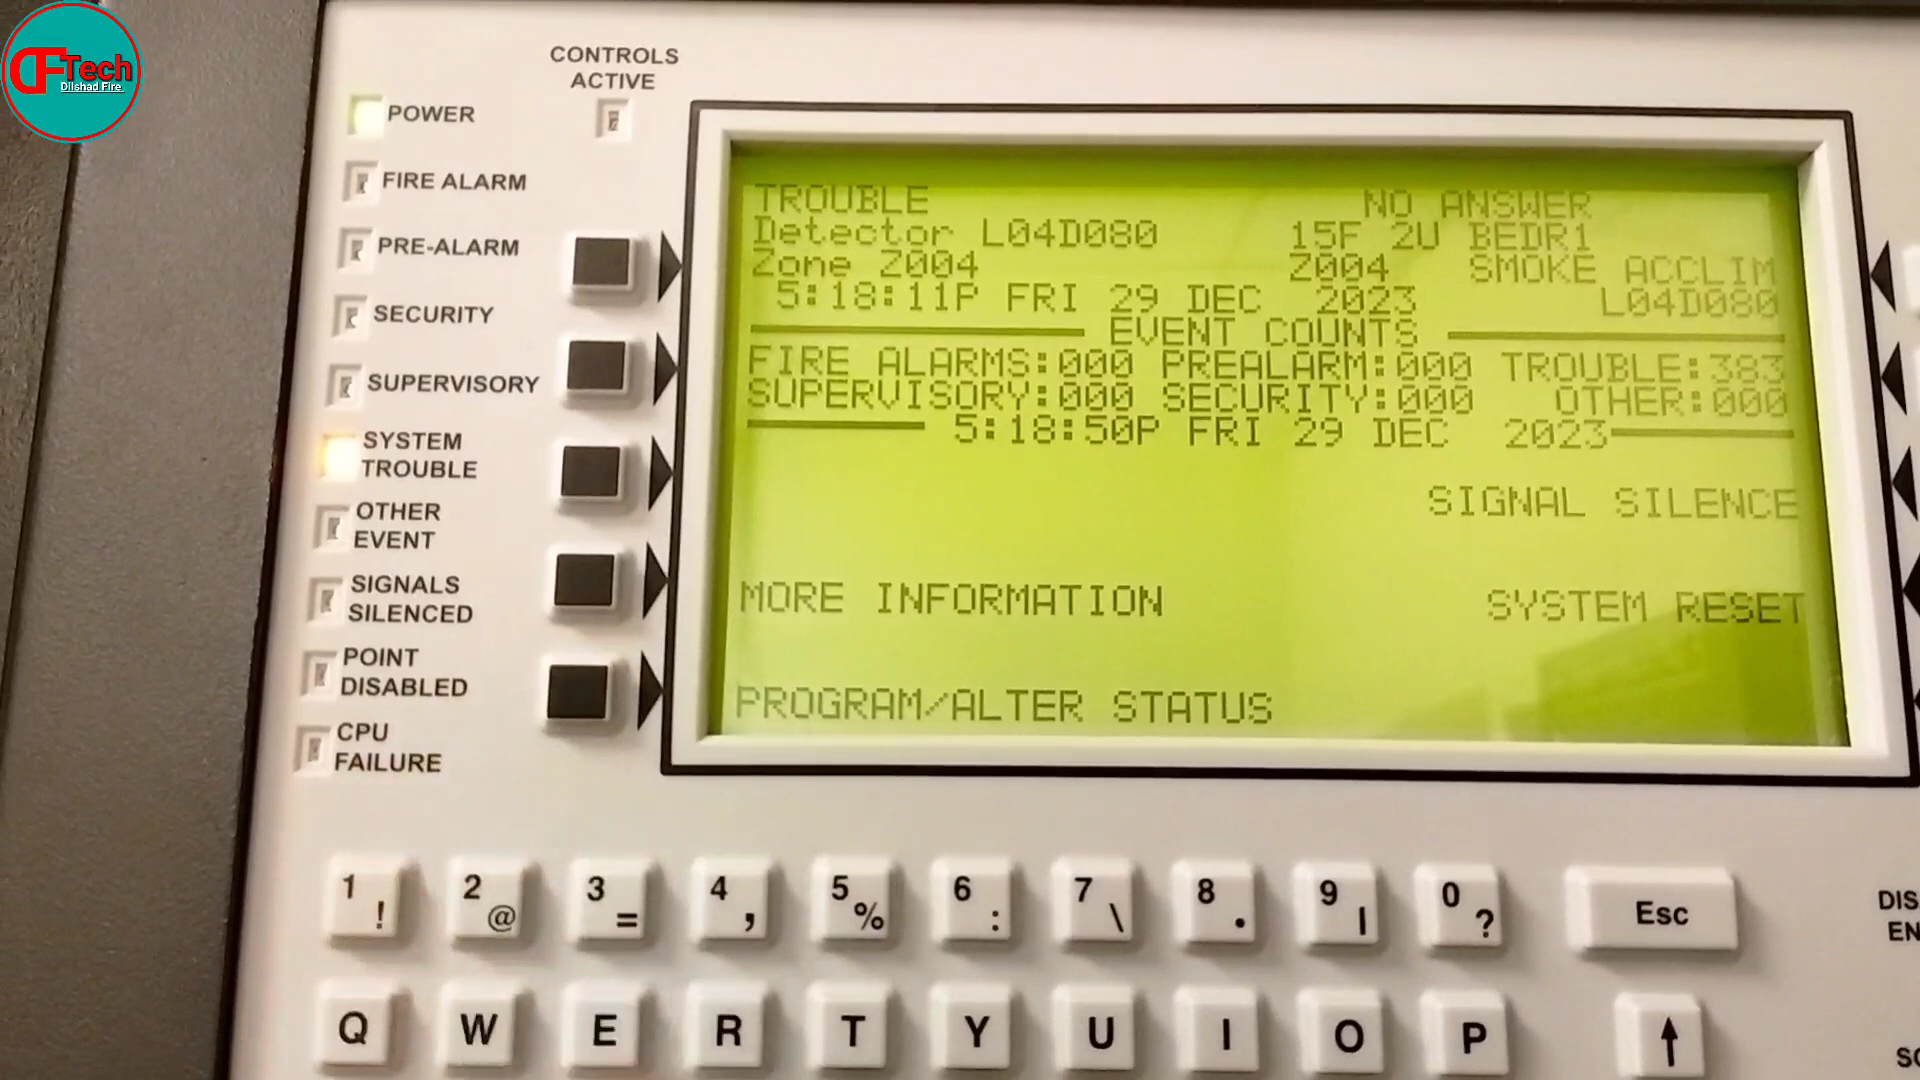 DFTech
Dilshad Fire
CONTROLS
ACTIVE
POWER
FIRE ALARM
PRE-ALARM
SECURITY
SUPERVISORY
SYSTEM
TROUBLE
OTHER
EVENT
SIGNALS
SILENCED
POINT
DISABLED
CPU
FAILURE
TROUBLE NO ANSWER
Detector L04D080 15F 2U BEDR1
Zone Z004 Z004 SMOKE ACCLIM
5:18:11P FRI 29 DEC 2023 L04D080
EVENT COUNTS
FIRE ALARMS:000 PREALARM:000 TROUBLE:383
SUPERVISORY:000 SECURITY:000 OTHER:000
5:18:50P FRI 29 DEC 2023
SIGNAL SILENCE
MORE INFORMATION SYSTEM RESET
PROGRAM/ALTER STATUS
1 ! 2 @ 3 = 4 , 5 % 6 : 7 \ 8 . 9 | 0 ? Esc
DIS
EN
Q W E R T Y U I O P ↑